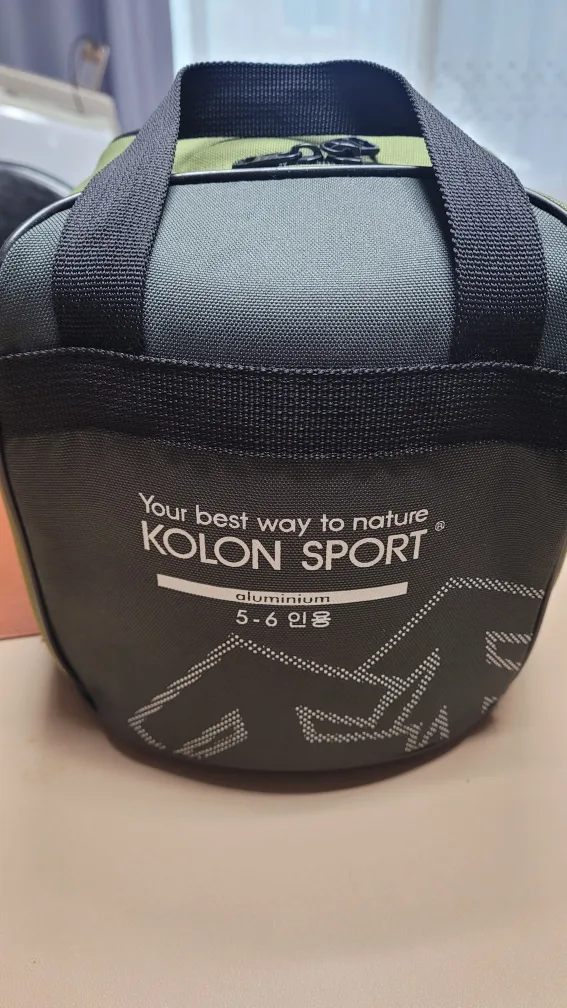 Your best way to nature
KOLON SPORT®
aluminium
5-6 인용